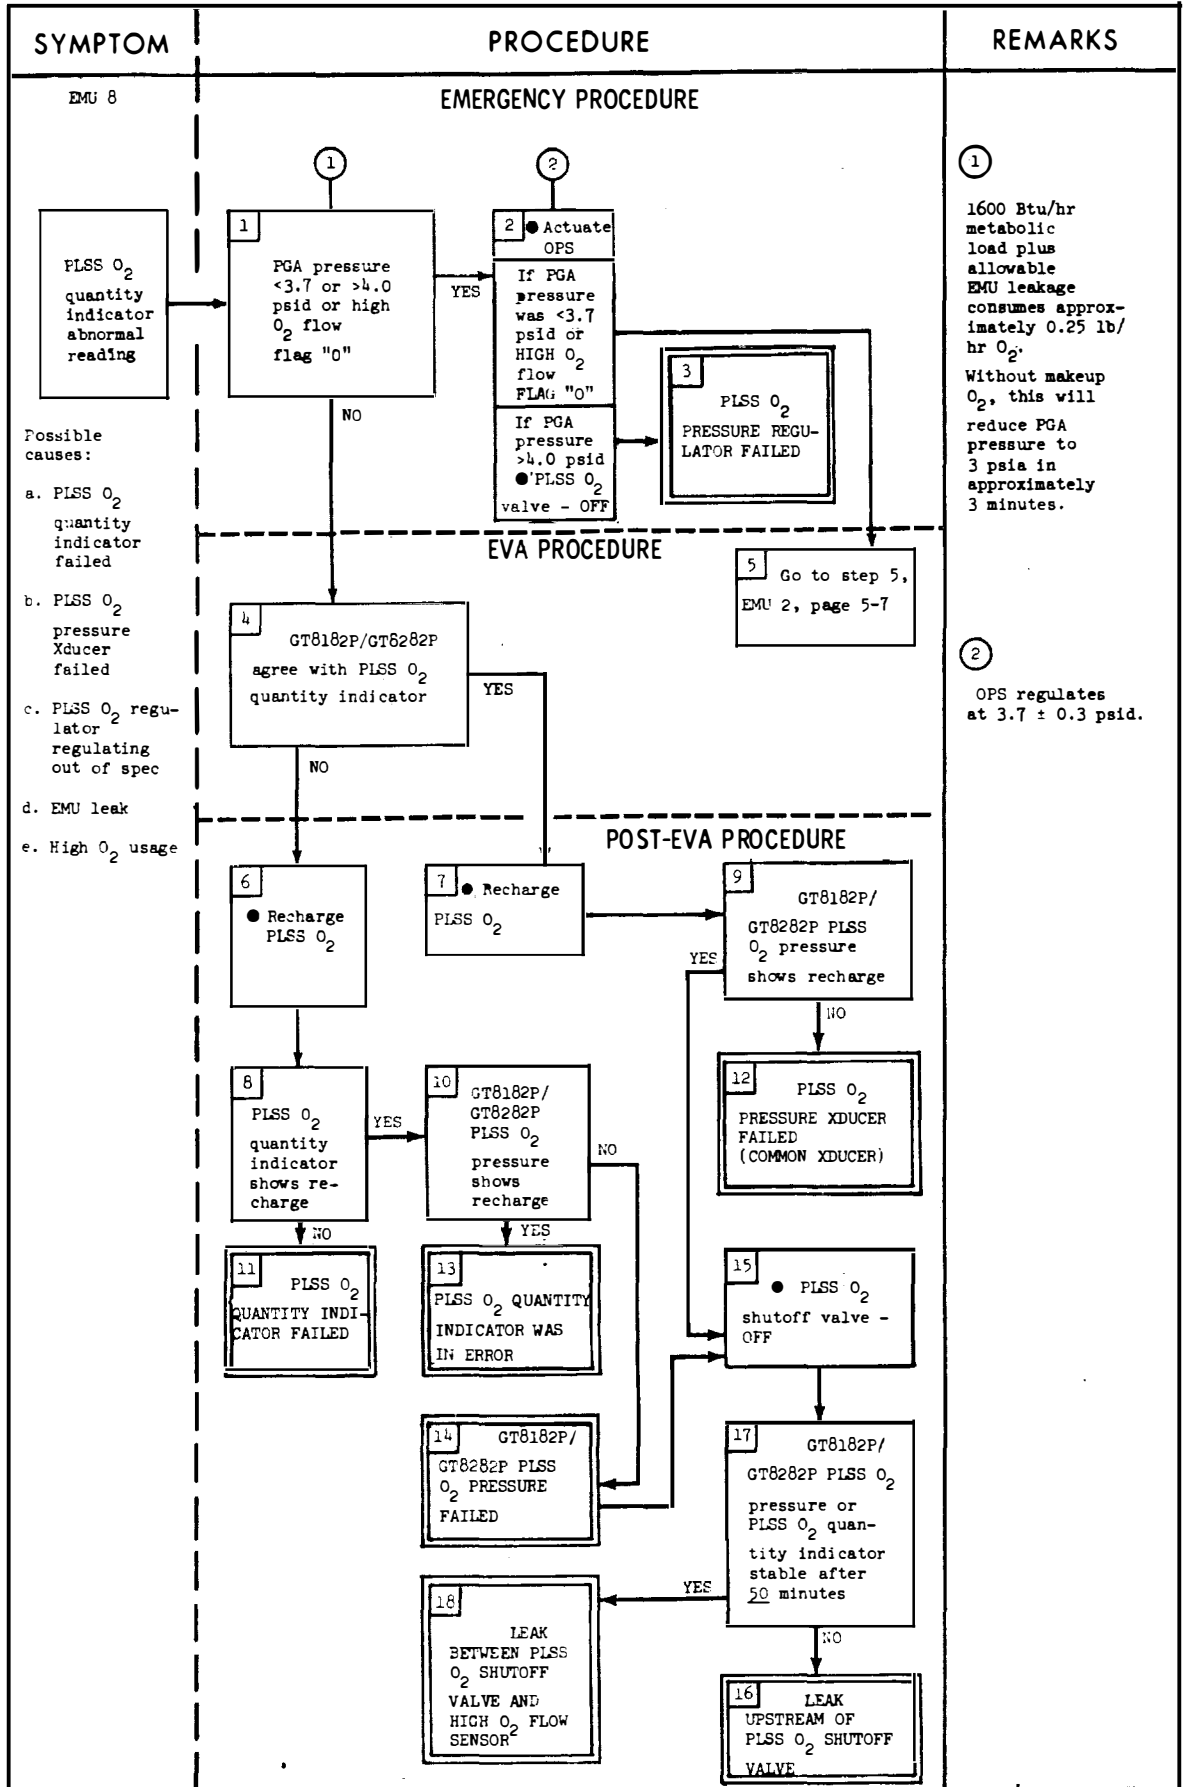 SYMPTOM
PROCEDURE
REMARKS
EMU 8
EMERGENCY PROCEDURE
PLSS O2
quantity
indicator
abnormal
reading
Possible
causes:
a. PLSS O2
quantity
indicator
failed
b. PLSS O2
pressure
Xducer
failed
c. PLSS O2 regu-
lator
regulating
out of spec
d. EMU leak
e. High O2 usage
1
1
PGA pressure
<3.7 or >4.0
psid or high
O2 flow
flag "O"
YES
NO
2
2 ● Actuate
OPS
If PGA
pressure
was <3.7
psid or
HIGH O2
flow
FLAG "O"
If PGA
pressure
>4.0 psid
● PLSS O2
valve - OFF
3
PLSS O2
PRESSURE REGU-
LATOR FAILED
EVA PROCEDURE
4
GT8182P/GT8282P
agree with PLSS O2
quantity indicator
YES
NO
5 Go to step 5,
EMU 2, page 5-7
POST-EVA PROCEDURE
6
● Recharge
PLSS O2
7 ● Recharge
PLSS O2
9
GT8182P/
GT8282P PLSS
O2 pressure
shows recharge
YES
NO
8
PLSS O2
quantity
indicator
shows re-
charge
YES
NO
10
GT8182P/
GT8282P
PLSS O2
pressure
shows
recharge
NO
YES
12
PLSS O2
PRESSURE XDUCER
FAILED
(COMMON XDUCER)
11
PLSS O2
QUANTITY INDI-
CATOR FAILED
13
PLSS O2 QUANTITY
INDICATOR WAS
IN ERROR
15
● PLSS O2
shutoff valve -
OFF
14 GT8182P/
GT8282P PLSS
O2 PRESSURE
FAILED
17
GT8182P/
GT8282P PLSS O2
pressure or
PLSS O2 quan-
tity indicator
stable after
50 minutes
YES
NO
18
LEAK
BETWEEN PLSS
O2 SHUTOFF
VALVE AND
HIGH O2 FLOW
SENSOR
16 LEAK
UPSTREAM OF
PLSS O2 SHUTOFF
VALVE
1
1600 Btu/hr
metabolic
load plus
allowable
EMU leakage
consumes approx-
imately 0.25 lb/
hr O2.
Without makeup
O2, this will
reduce PGA
pressure to
3 psia in
approximately
3 minutes.
2
OPS regulates
at 3.7 ± 0.3 psid.